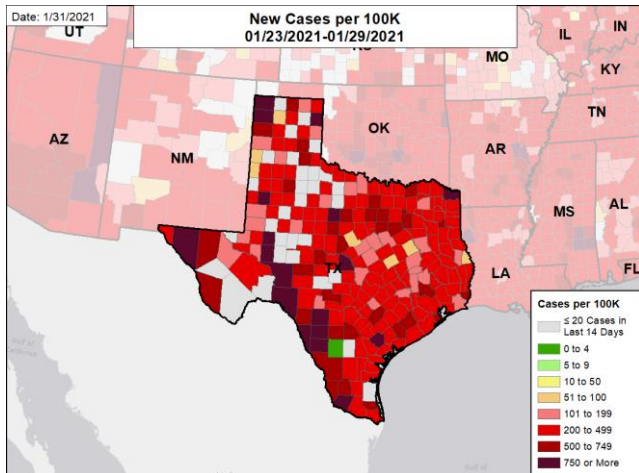 Date: 1/31/2021
New Cases per 100K
01/23/2021-01/29/2021
UT
MO
IL
IN
KY
TN
AZ
NM
OK
AR
MS
AL
TX
LA
FL
Cases per 100K
≤ 20 Cases in
Last 14 Days
0 to 4
5 to 9
10 to 50
51 to 100
101 to 199
200 to 499
500 to 749
750 or More